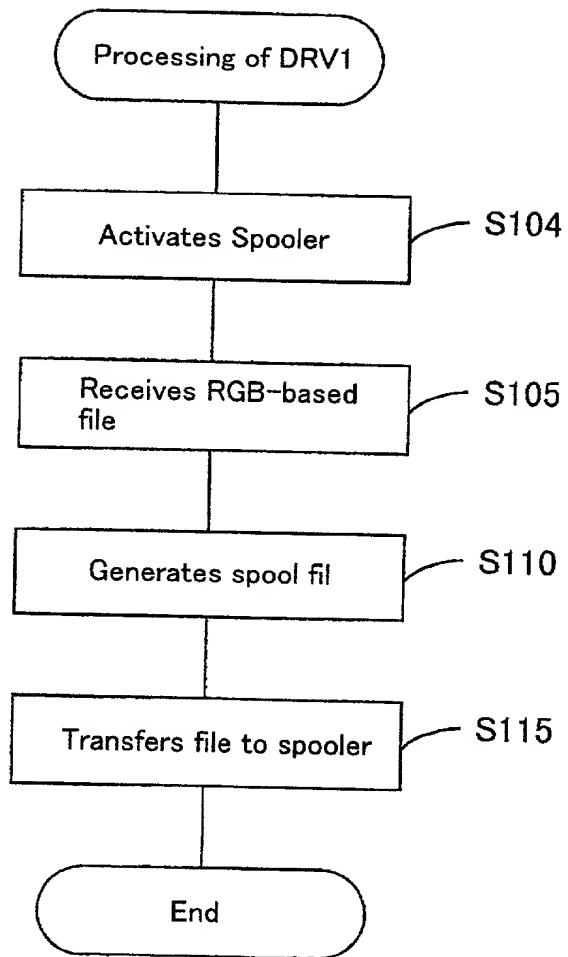 Processing of DRV1
Activates Spooler
S104
Receives RGB-based
file
S105
Generates spool fil
S110
Transfers file to spooler
S115
End